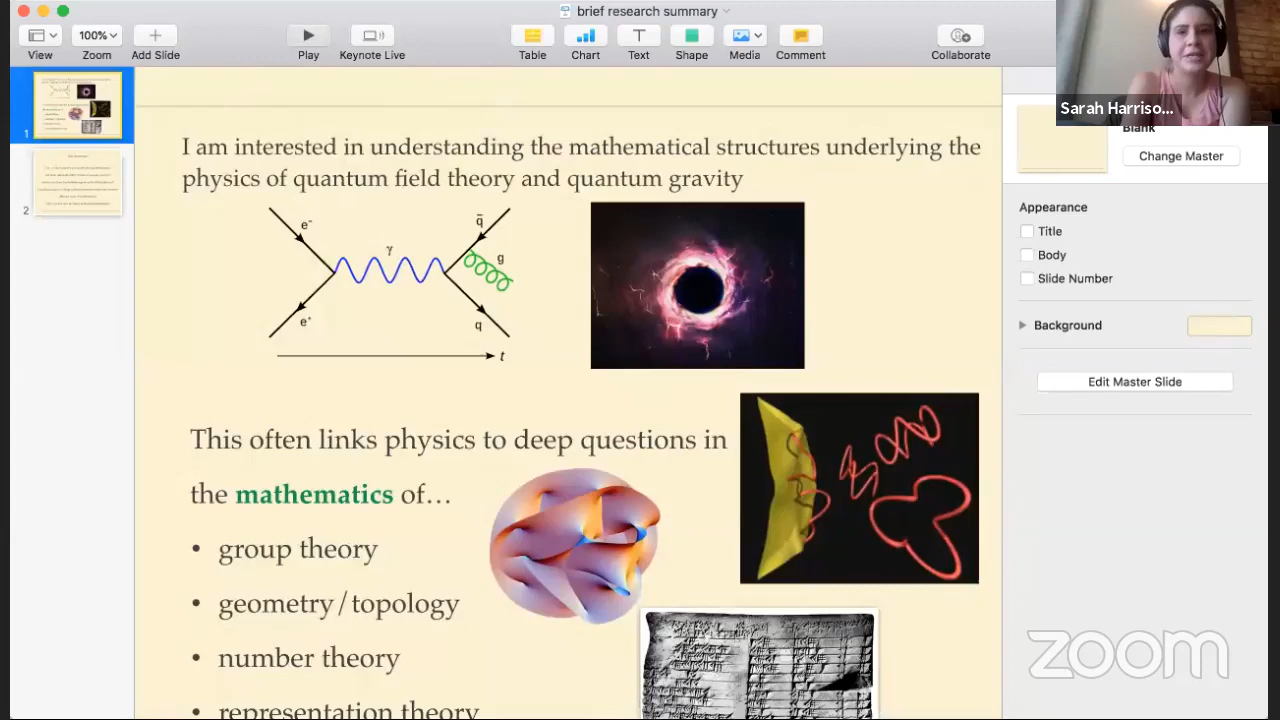 brief research summary
100%
View
Zoom
Add Slide
Play
Keynote Live
Table
Chart
Text
Shape
Media
Comment
Collaborate
Sarah Harriso...
1
2
I am interested in understanding the mathematical structures underlying the
physics of quantum field theory and quantum gravity
e⁻
e⁺
γ
q̄
g
q
t
This often links physics to deep questions in
the mathematics of...
• group theory
• geometry/topology
• number theory
• representation theory
Blank
Change Master
Appearance
Title
Body
Slide Number
Background
Edit Master Slide
zoom